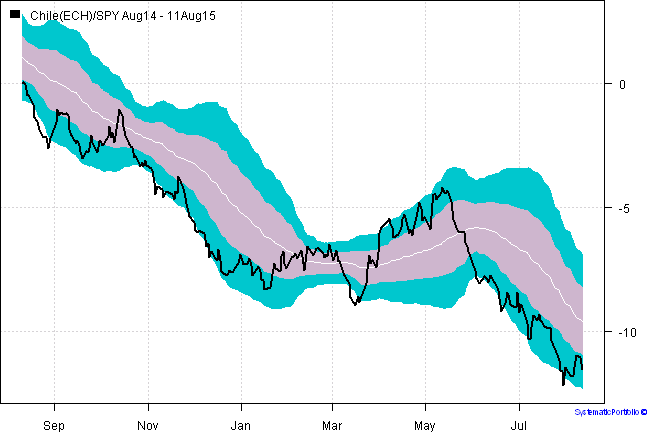 Chile(ECH)/SPY Aug14 - 11Aug15
0
-5
-10
Sep Nov Jan Mar May Jul
SystematicPortfolio ©